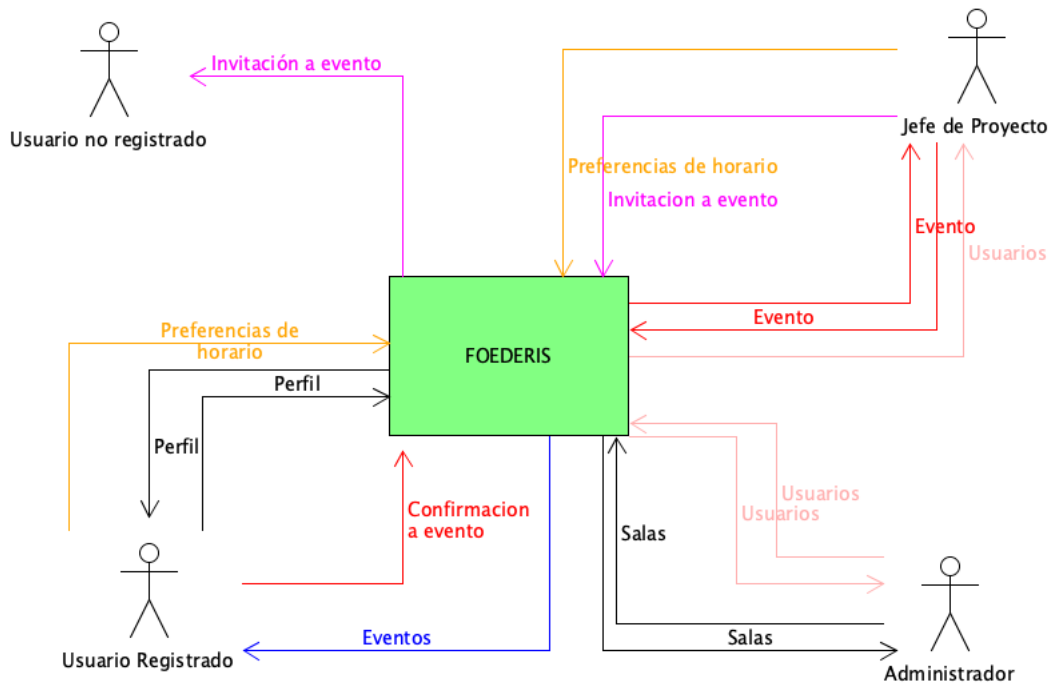 Invitación a evento
Usuario no registrado
Jefe de Proyecto
Preferencias de horario
Invitacion a evento
Evento
Usuarios
Evento
Preferencias de
horario
FOEDERIS
Perfil
Perfil
Confirmacion
a evento
Usuarios
Usuarios
Salas
Eventos
Salas
Usuario Registrado
Administrador